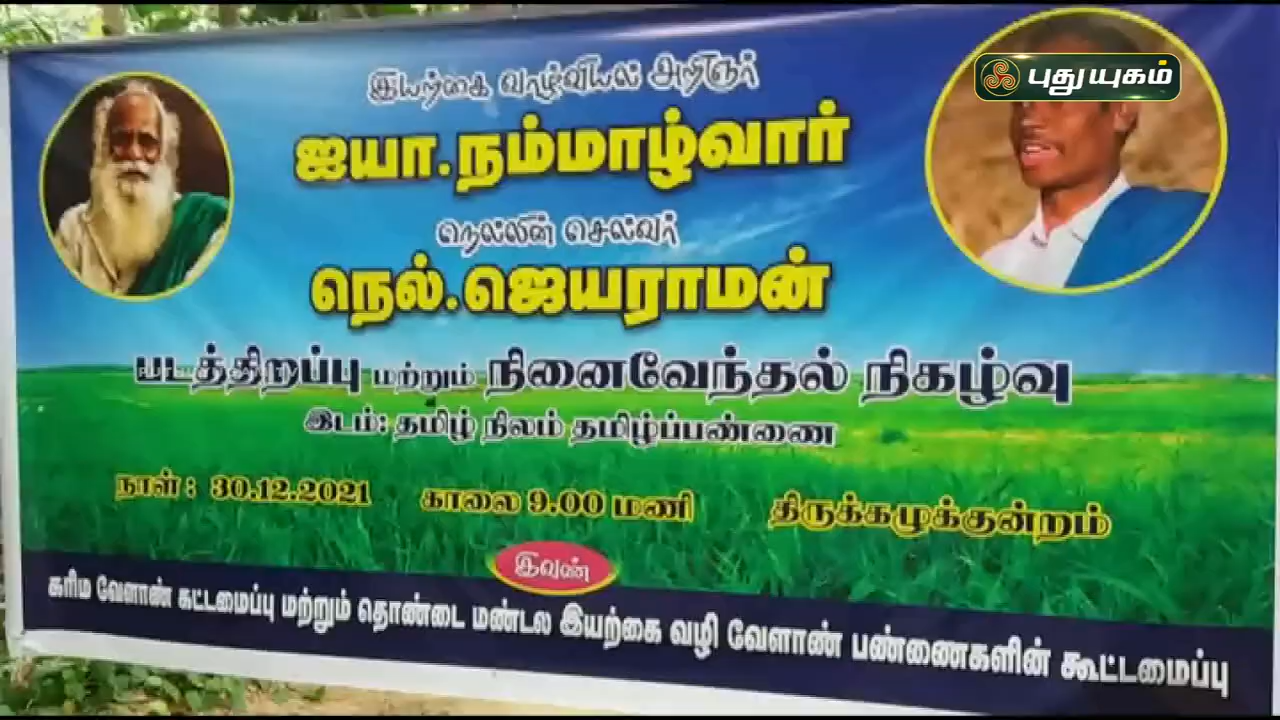 புதுயுகம்
இயற்கை வாழ்வியல் அறிஞர்
ஐயா.நம்மாழ்வார்
நெல்லின் செல்வர்
நெல்.ஜெயராமன்
படத்திறப்பு மற்றும் நினைவேந்தல் நிகழ்வு
இடம்: தமிழ் நிலம் தமிழ்ப்பண்ணை
நாள் : 30.12.2021 காலை 9.00 மணி திருக்கழுக்குன்றம்
இவண்
கரிம வேளாண் கட்டமைப்பு மற்றும் தொண்டை மண்டல இயற்கை வழி வேளாண் பண்ணைகளின் கூட்டமைப்பு